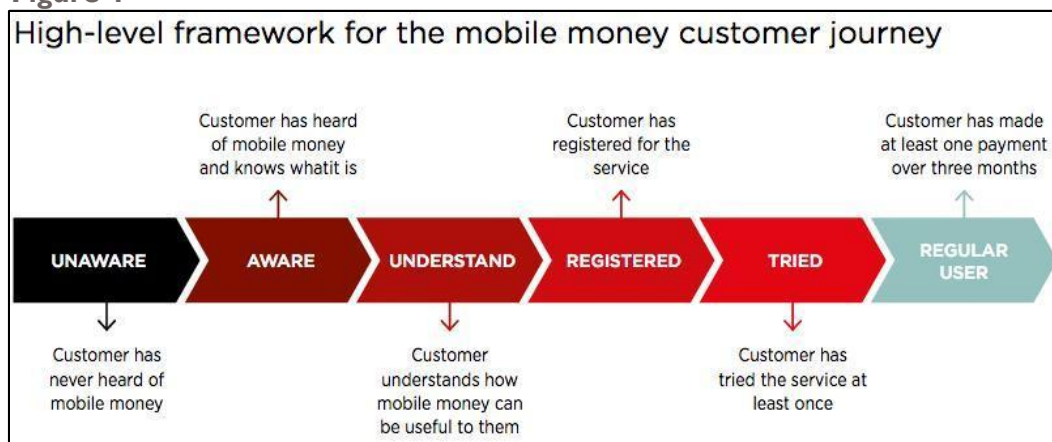 High-level framework for the mobile money customer journey
Customer has heard
of mobile money
and knows whatit is
Customer has
registered for the
service
Customer has made
at least one payment
over three months
UNAWARE
AWARE
UNDERSTAND
REGISTERED
TRIED
REGULAR
USER
Customer has
never heard of
mobile money
Customer
understands how
mobile money can
be useful to them
Customer has
tried the service at
least once